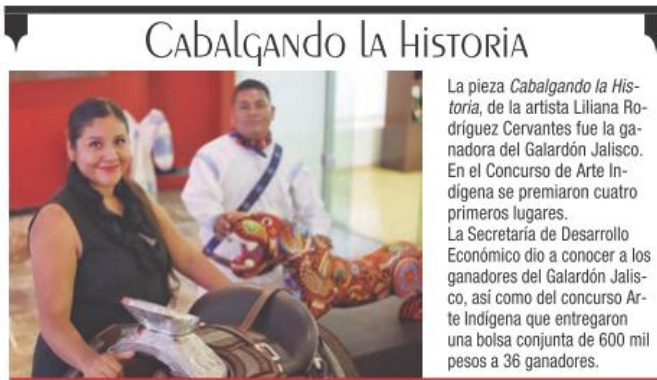 CABALGANDO LA HISTORIA
La pieza Cabalgando la His-
toria, de la artista Liliana Ro-
dríguez Cervantes fue la ga-
nadora del Galardón Jalisco.
En el Concurso de Arte In-
dígena se premiaron cuatro
primeros lugares.
La Secretaría de Desarrollo
Económico dio a conocer a los
ganadores del Galardón Jalis-
co, así como del concurso Ar-
te Indígena que entregaron
una bolsa conjunta de 600 mil
pesos a 36 ganadores.